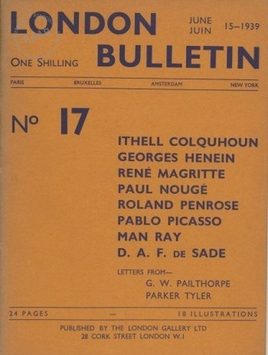 LONDON
JUNE
JUIN
15—1939
ONE SHILLING
BULLETIN
PARIS BRUXELLES AMSTERDAM NEW YORK
No 17
ITHELL COLQUHOUN
GEORGES HENEIN
RENÉ MAGRITTE
PAUL NOUGÉ
ROLAND PENROSE
PABLO PICASSO
MAN RAY
D. A. F. DE SADE
LETTERS FROM—
G. W. PAILTHORPE
PARKER TYLER
24 PAGES — 18 ILLUSTRATIONS
PUBLISHED BY THE LONDON GALLERY LTD
28 CORK STREET LONDON W.1